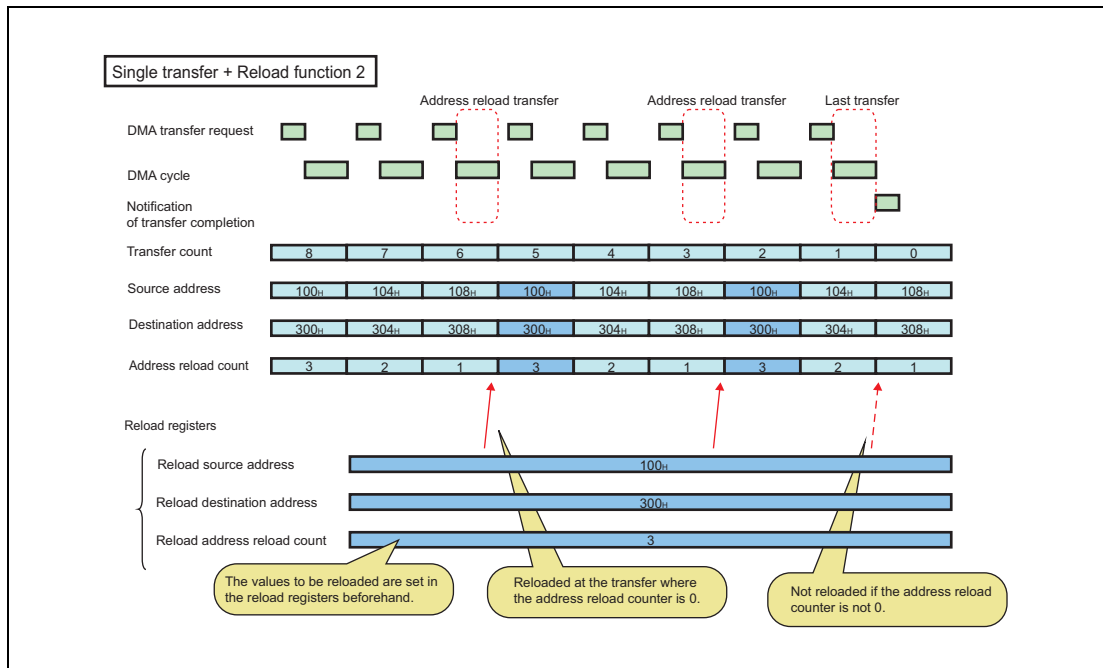 Single transfer + Reload function 2
Address reload transfer Address reload transfer Last transfer
DMA transfer request
DMA cycle
Notification
of transfer completion
Transfer count 8 7 6 5 4 3 2 1 0
Source address 100H 104H 108H 100H 104H 108H 100H 104H 108H
Destination address 300H 304H 308H 300H 304H 308H 300H 304H 308H
Address reload count 3 2 1 3 2 1 3 2 1
Reload registers
Reload source address 100H
Reload destination address 300H
Reload address reload count 3
The values to be reloaded are set in
the reload registers beforehand.
Reloaded at the transfer where
the address reload counter is 0.
Not reloaded if the address reload
counter is not 0.